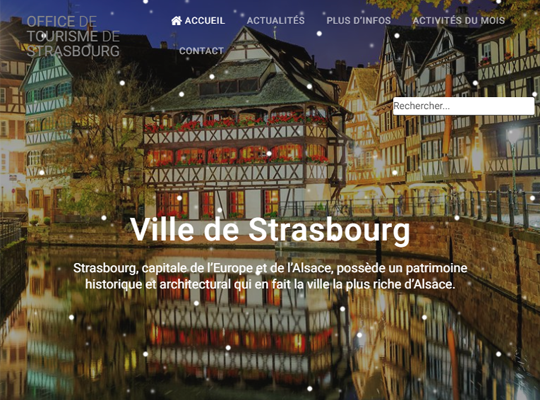 OFFICE DE
TOURISME DE
STRASBOURG
ACCUEIL
ACTUALITÉS
PLUS D'INFOS
ACTIVITÉS DU MOIS
CONTACT
Rechercher...
Ville de Strasbourg
Strasbourg, capitale de l'Europe et de l'Alsace, possède un patrimoine
historique et architectural qui en fait la ville la plus riche d'Alsace.